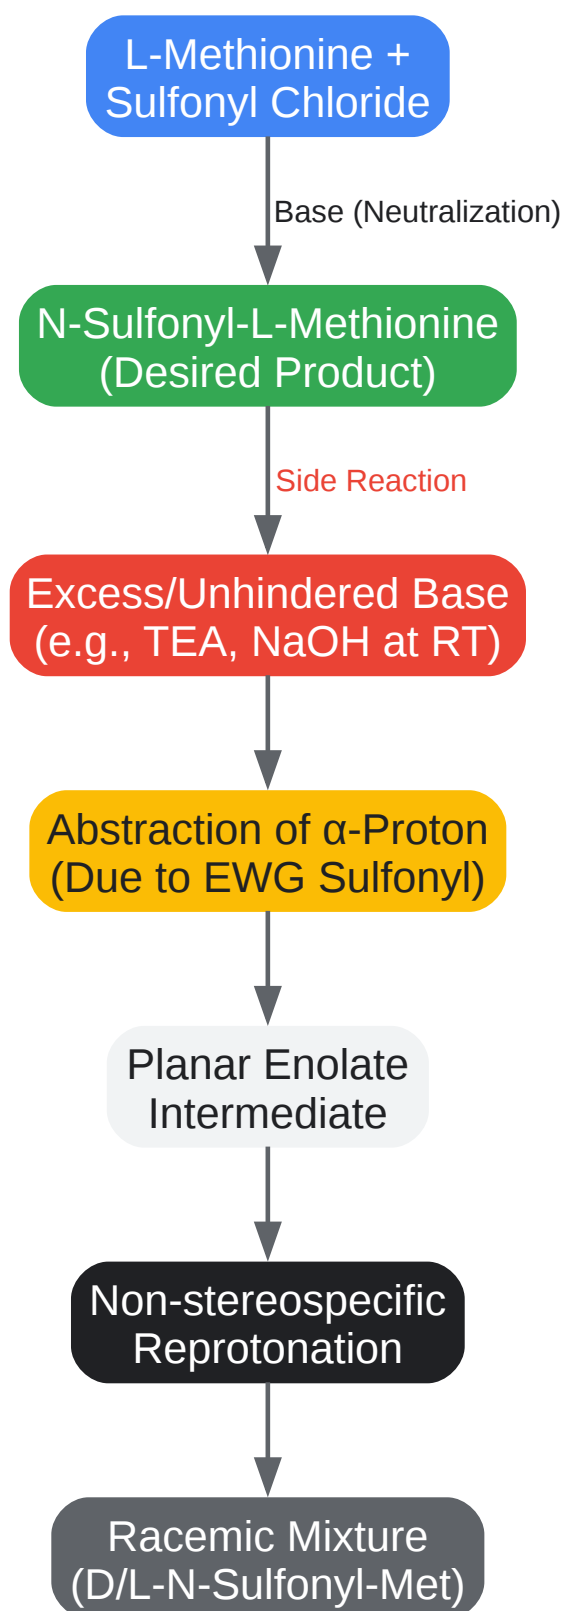 L-Methionine +
Sulfonyl Chloride
Base (Neutralization)
N-Sulfonyl-L-Methionine
(Desired Product)
Side Reaction
Excess/Unhindered Base
(e.g., TEA, NaOH at RT)
Abstraction of α-Proton
(Due to EWG Sulfonyl)
Planar Enolate
Intermediate
Non-stereospecific
Reprotonation
Racemic Mixture
(D/L-N-Sulfonyl-Met)